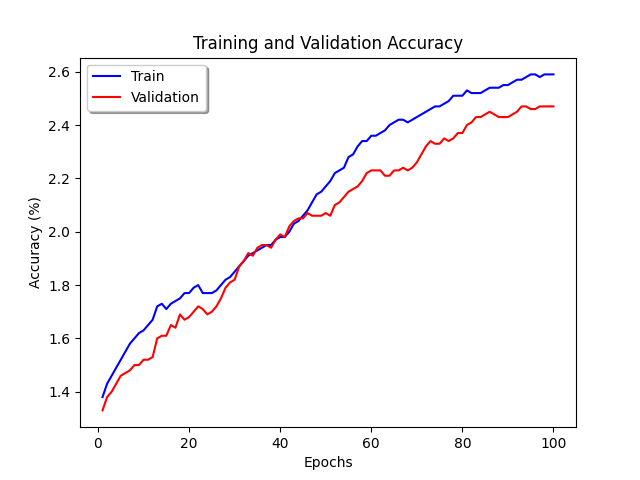 Training and Validation Accuracy
Train
Validation
Accuracy (%)
2.6
2.4
2.2
2.0
1.8
1.6
1.4
0 20 40 60 80 100
Epochs